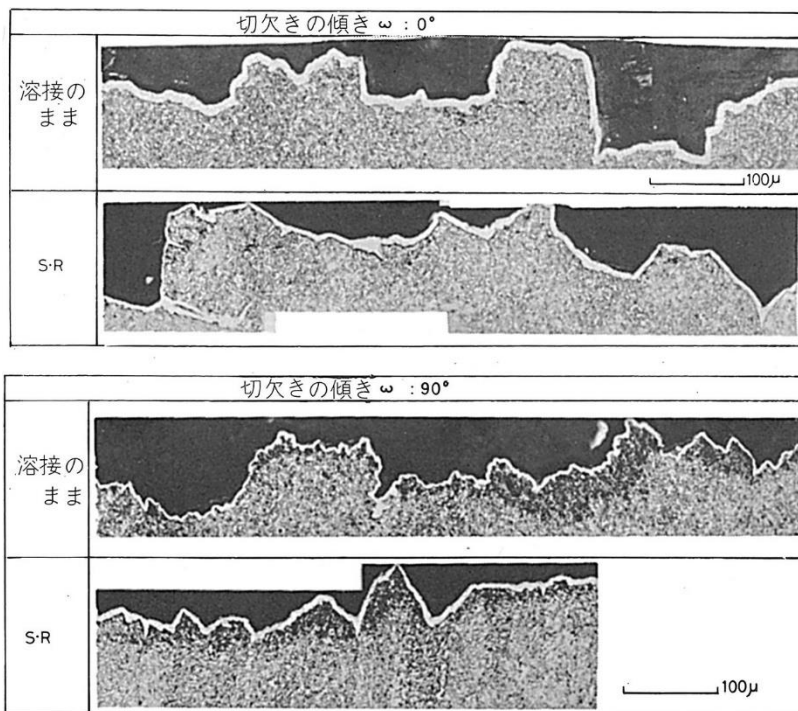 切欠きの傾き ω : 0°
溶接の
まま
100μ
S·R
切欠きの傾き ω : 90°
溶接の
まま
S·R
100μ